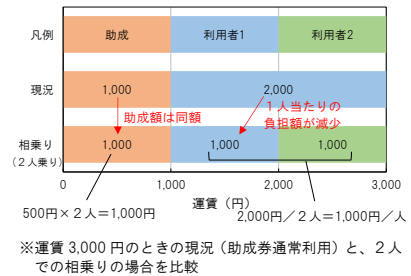 凡例 助成 利用者1 利用者2
現況 1,000 2,000
助成額は同額
1人当たりの
負担額が減少
相乗り 1,000 1,000 1,000
(2人乗り)
0 1,000 2,000 3,000
運賃（円）
500円×2人＝1,000円
2,000円／2人＝1,000円／人
※運賃 3,000 円のときの現況（助成券通常利用）と、2人
での相乗りの場合を比較